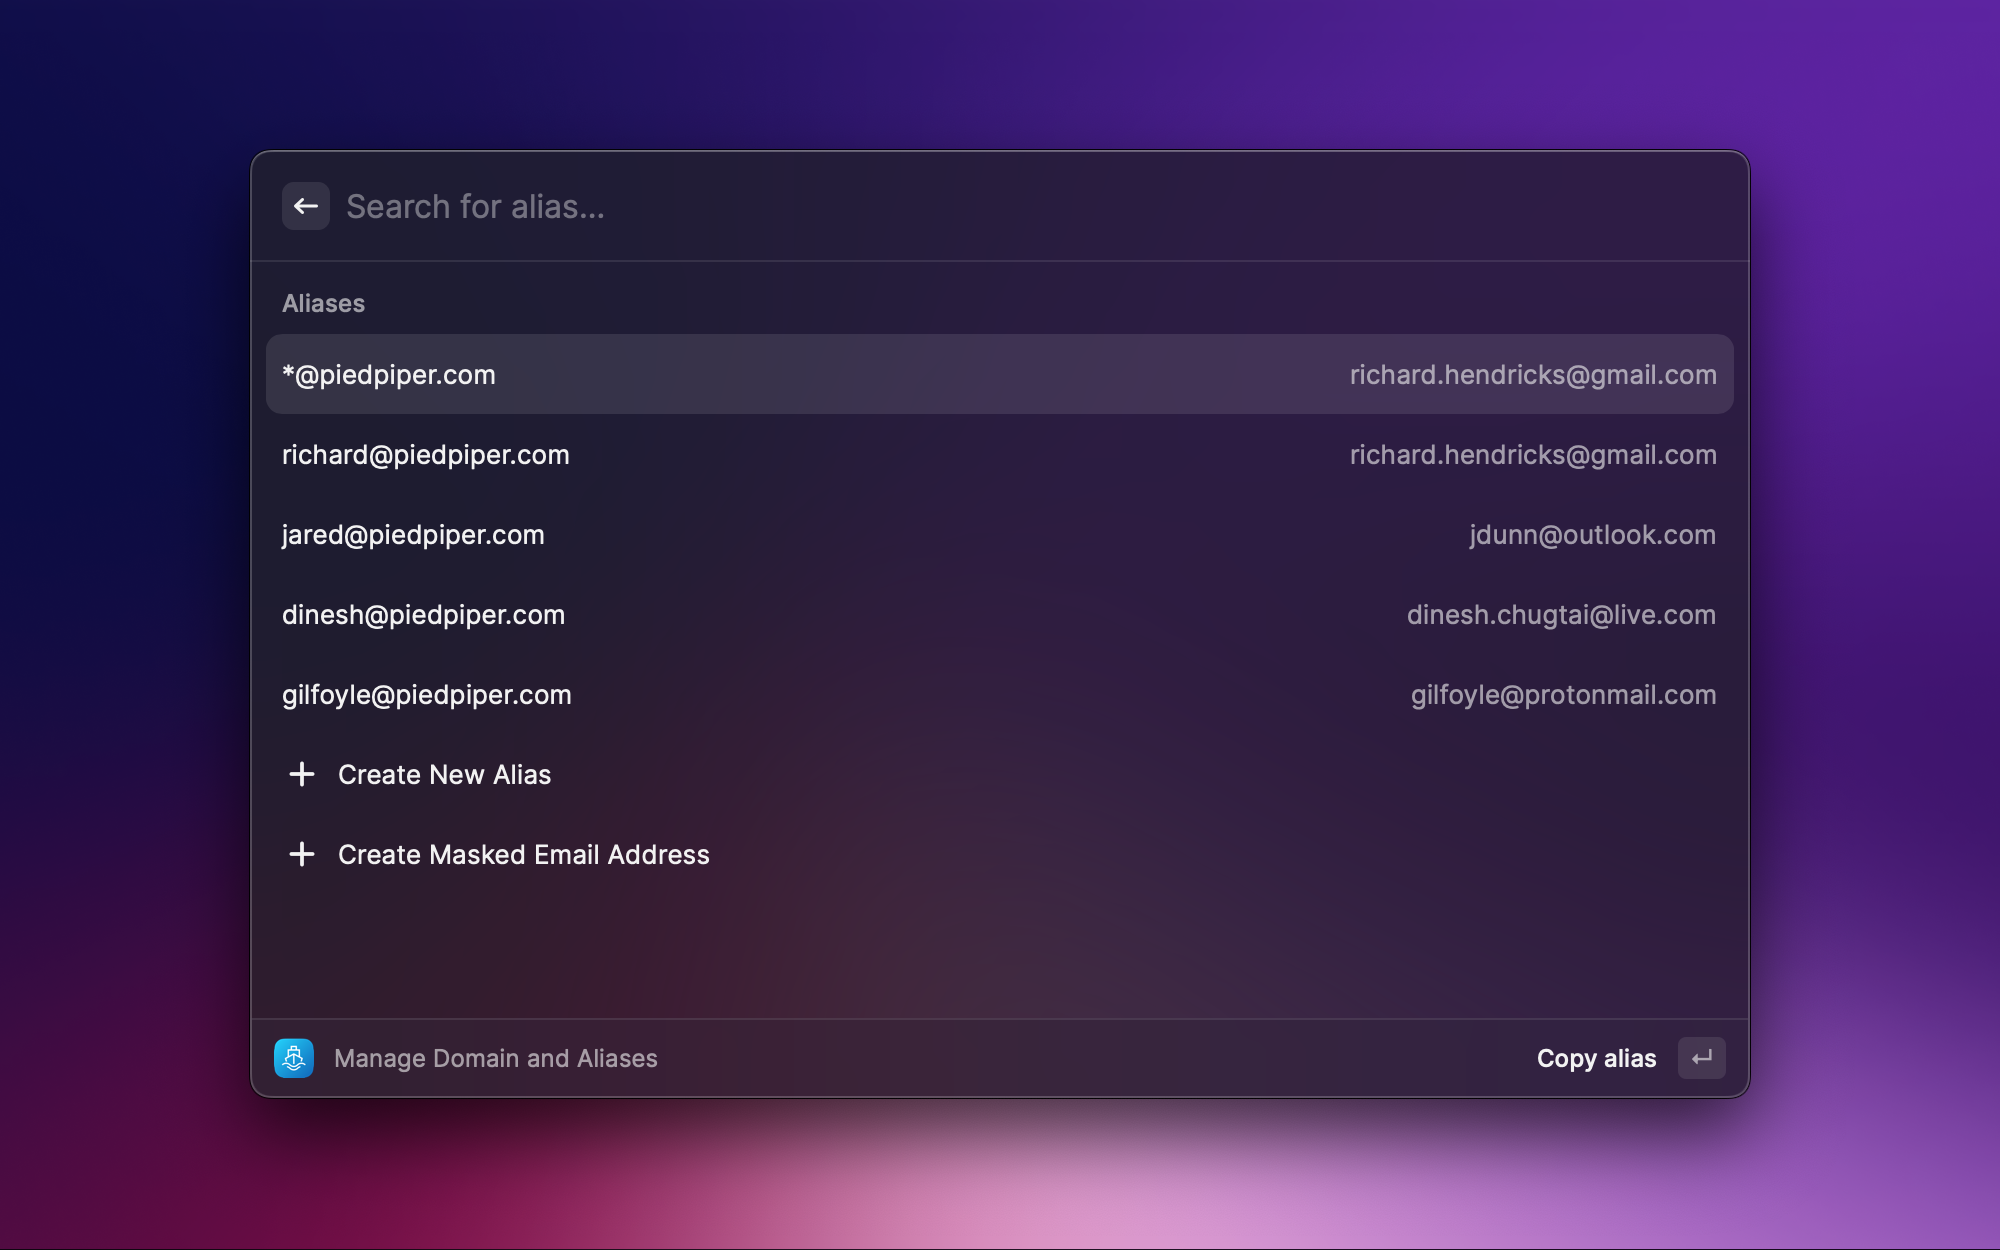 Search for alias...
Aliases
*@piedpiper.com richard.hendricks@gmail.com
richard@piedpiper.com richard.hendricks@gmail.com
jared@piedpiper.com jdunn@outlook.com
dinesh@piedpiper.com dinesh.chugtai@live.com
gilfoyle@piedpiper.com gilfoyle@protonmail.com
Create New Alias
Create Masked Email Address
Manage Domain and Aliases Copy alias